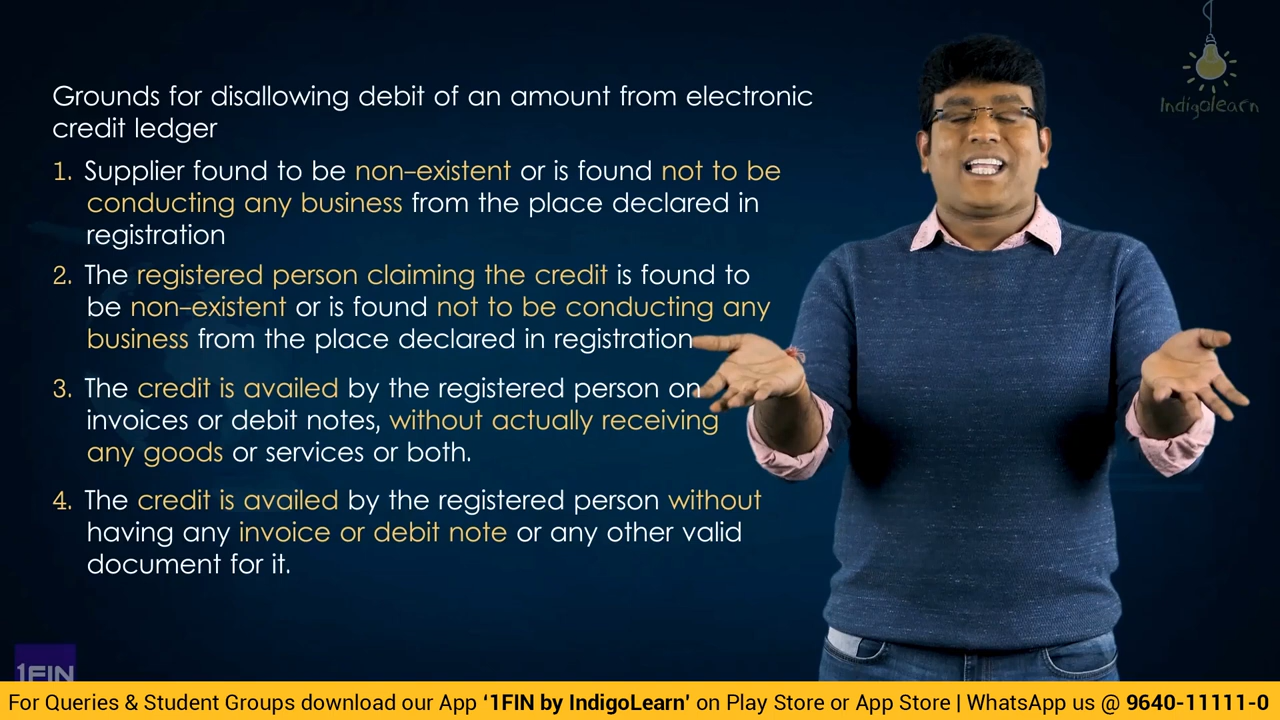 Indigolearn
Grounds for disallowing debit of an amount from electronic
credit ledger
1. Supplier found to be non-existent or is found not to be
conducting any business from the place declared in
registration
2. The registered person claiming the credit is found to
be non-existent or is found not to be conducting any
business from the place declared in registration
3. The credit is availed by the registered person on
invoices or debit notes, without actually receiving
any goods or services or both.
4. The credit is availed by the registered person without
having any invoice or debit note or any other valid
document for it.
1FIN
For Queries & Student Groups download our App ‘1FIN by IndigoLearn’ on Play Store or App Store | WhatsApp us @ 9640-11111-0